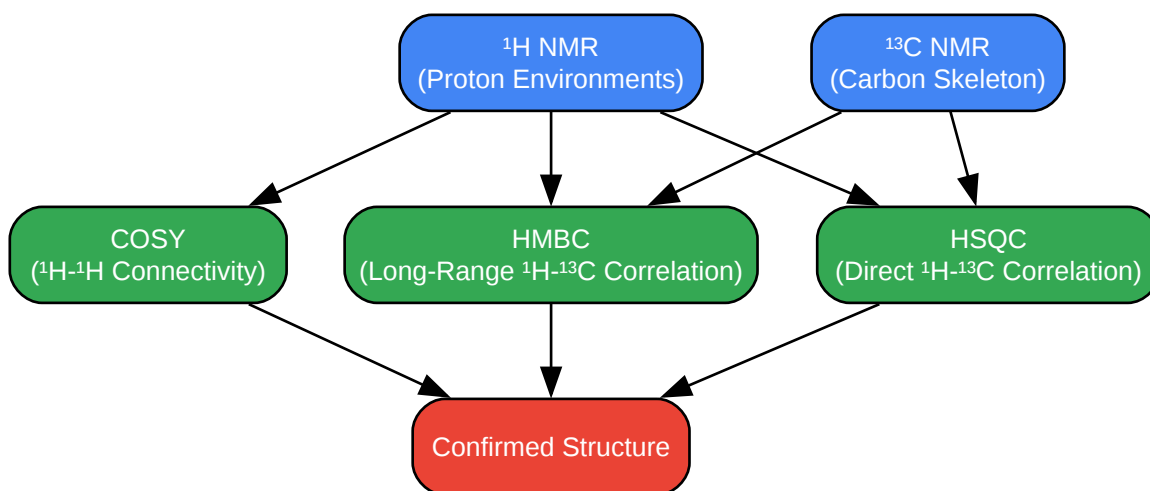 ¹H NMR
(Proton Environments)
¹³C NMR
(Carbon Skeleton)
COSY
(¹H-¹H Connectivity)
HMBC
(Long-Range ¹H-¹³C Correlation)
HSQC
(Direct ¹H-¹³C Correlation)
Confirmed Structure